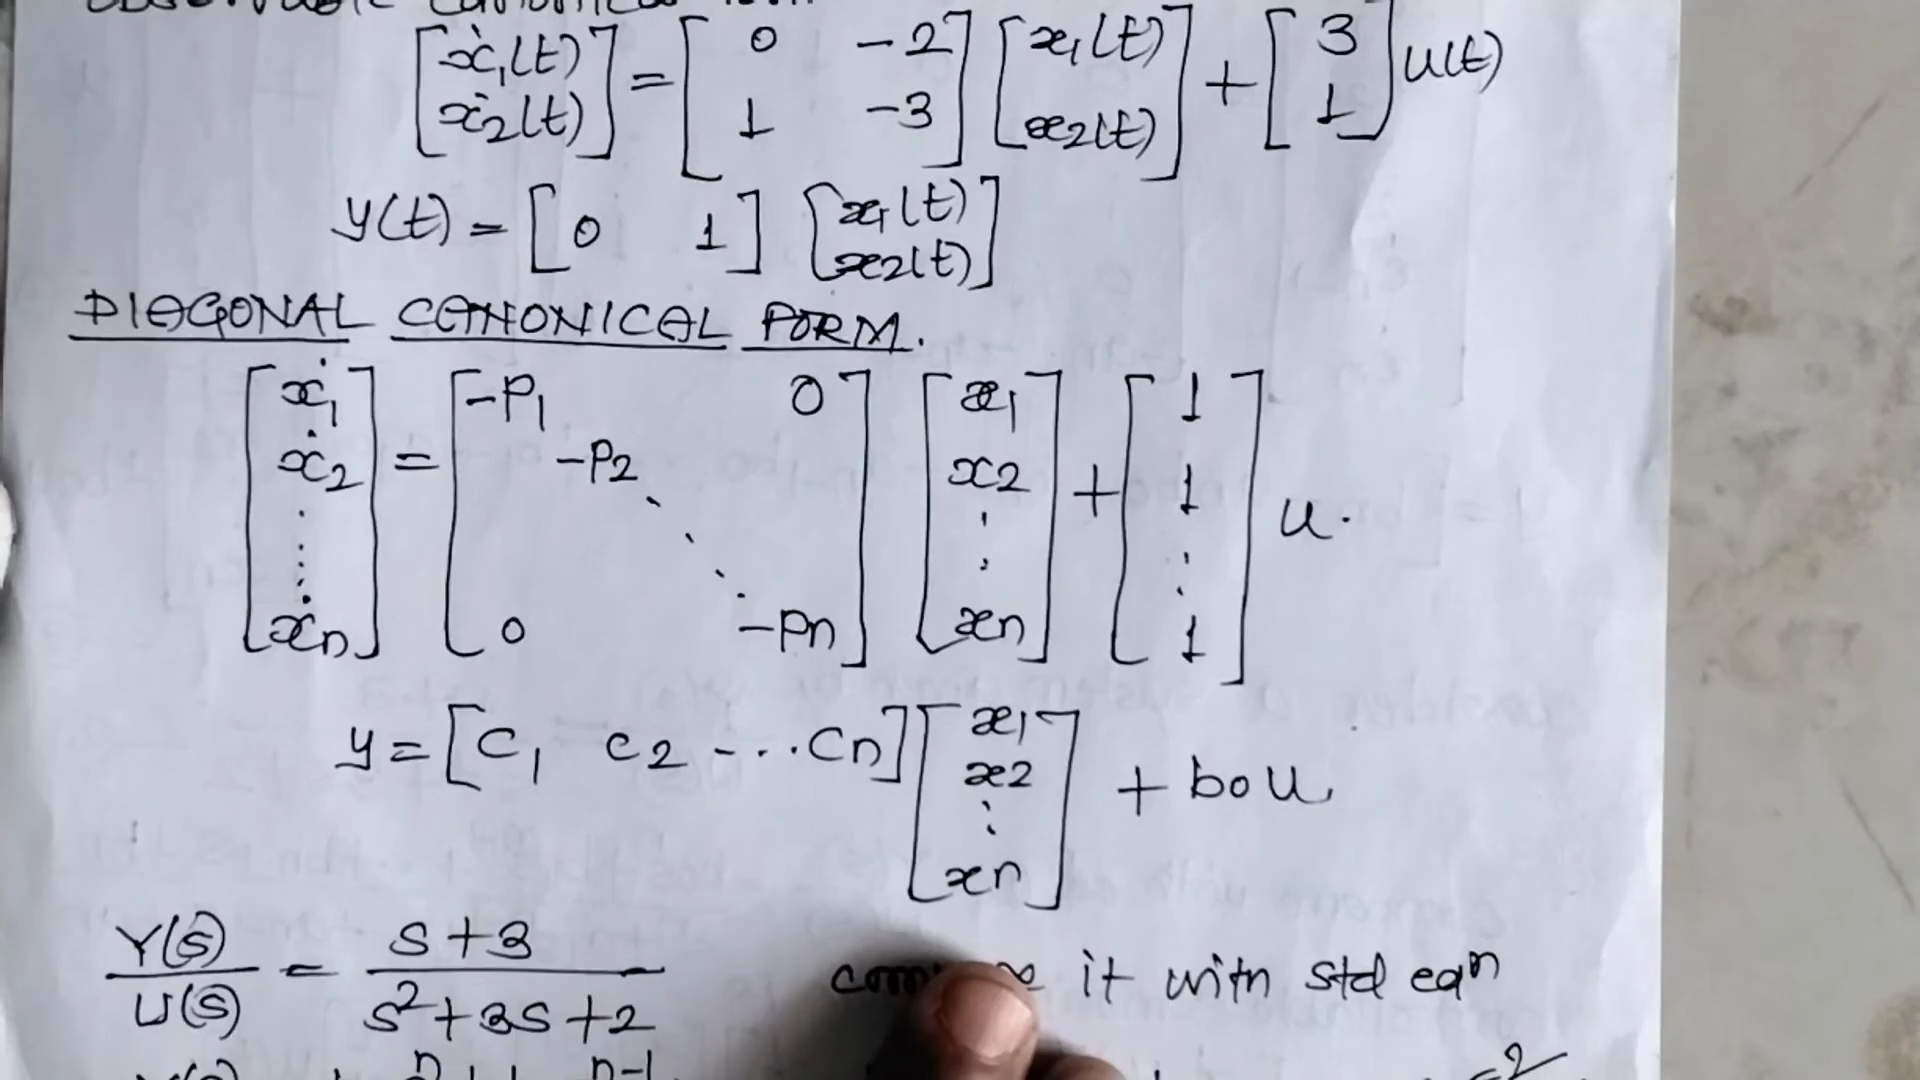 canonical form
[ẋ1(t) ẋ2(t)] = [0 -2 1 -3] [x1(t) x2(t)] + [3 1] u(t)
y(t) = [0 1] [x1(t) x2(t)]
DIAGONAL CANONICAL FORM.
[ẋ1 ẋ2 ⋮ ẋn] = [-P1 0 -P2 ⋱ 0 -Pn] [x1 x2 ⋮ xn] + [1 1 ⋮ 1] u.
y = [C1 C2 -... Cn] [x1 x2 ⋮ xn] + bou
Y(s)/U(s) = s+3/s²+3s+2 it with std eqn